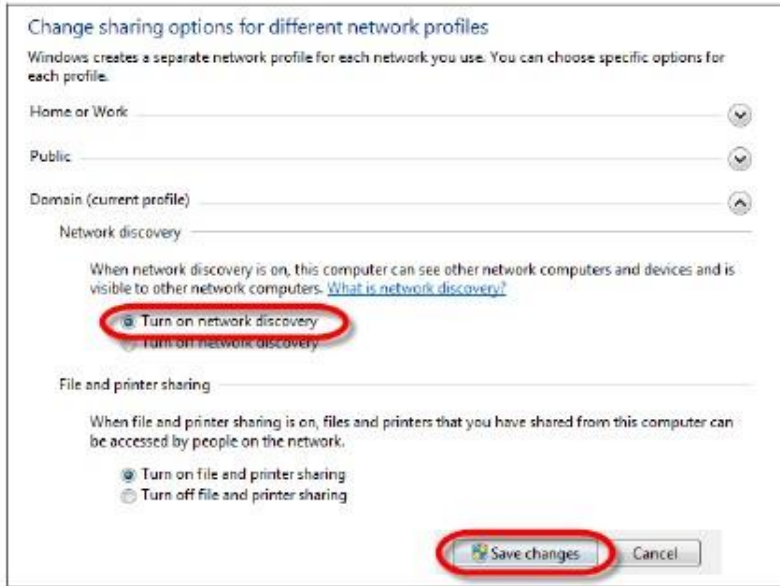 Change sharing options for different network profiles
Windows creates a separate network profile for each network you use. You can choose specific options for
each profile.
Home or Work
Public
Domain (current profile)
Network discovery
When network discovery is on, this computer can see other network computers and devices and is
visible to other network computers. What is network discovery?
Turn on network discovery
Turn off network discovery
File and printer sharing
When file and printer sharing is on, files and printers that you have shared from this computer can
be accessed by people on the network.
Turn on file and printer sharing
Turn off file and printer sharing
Save changes
Cancel